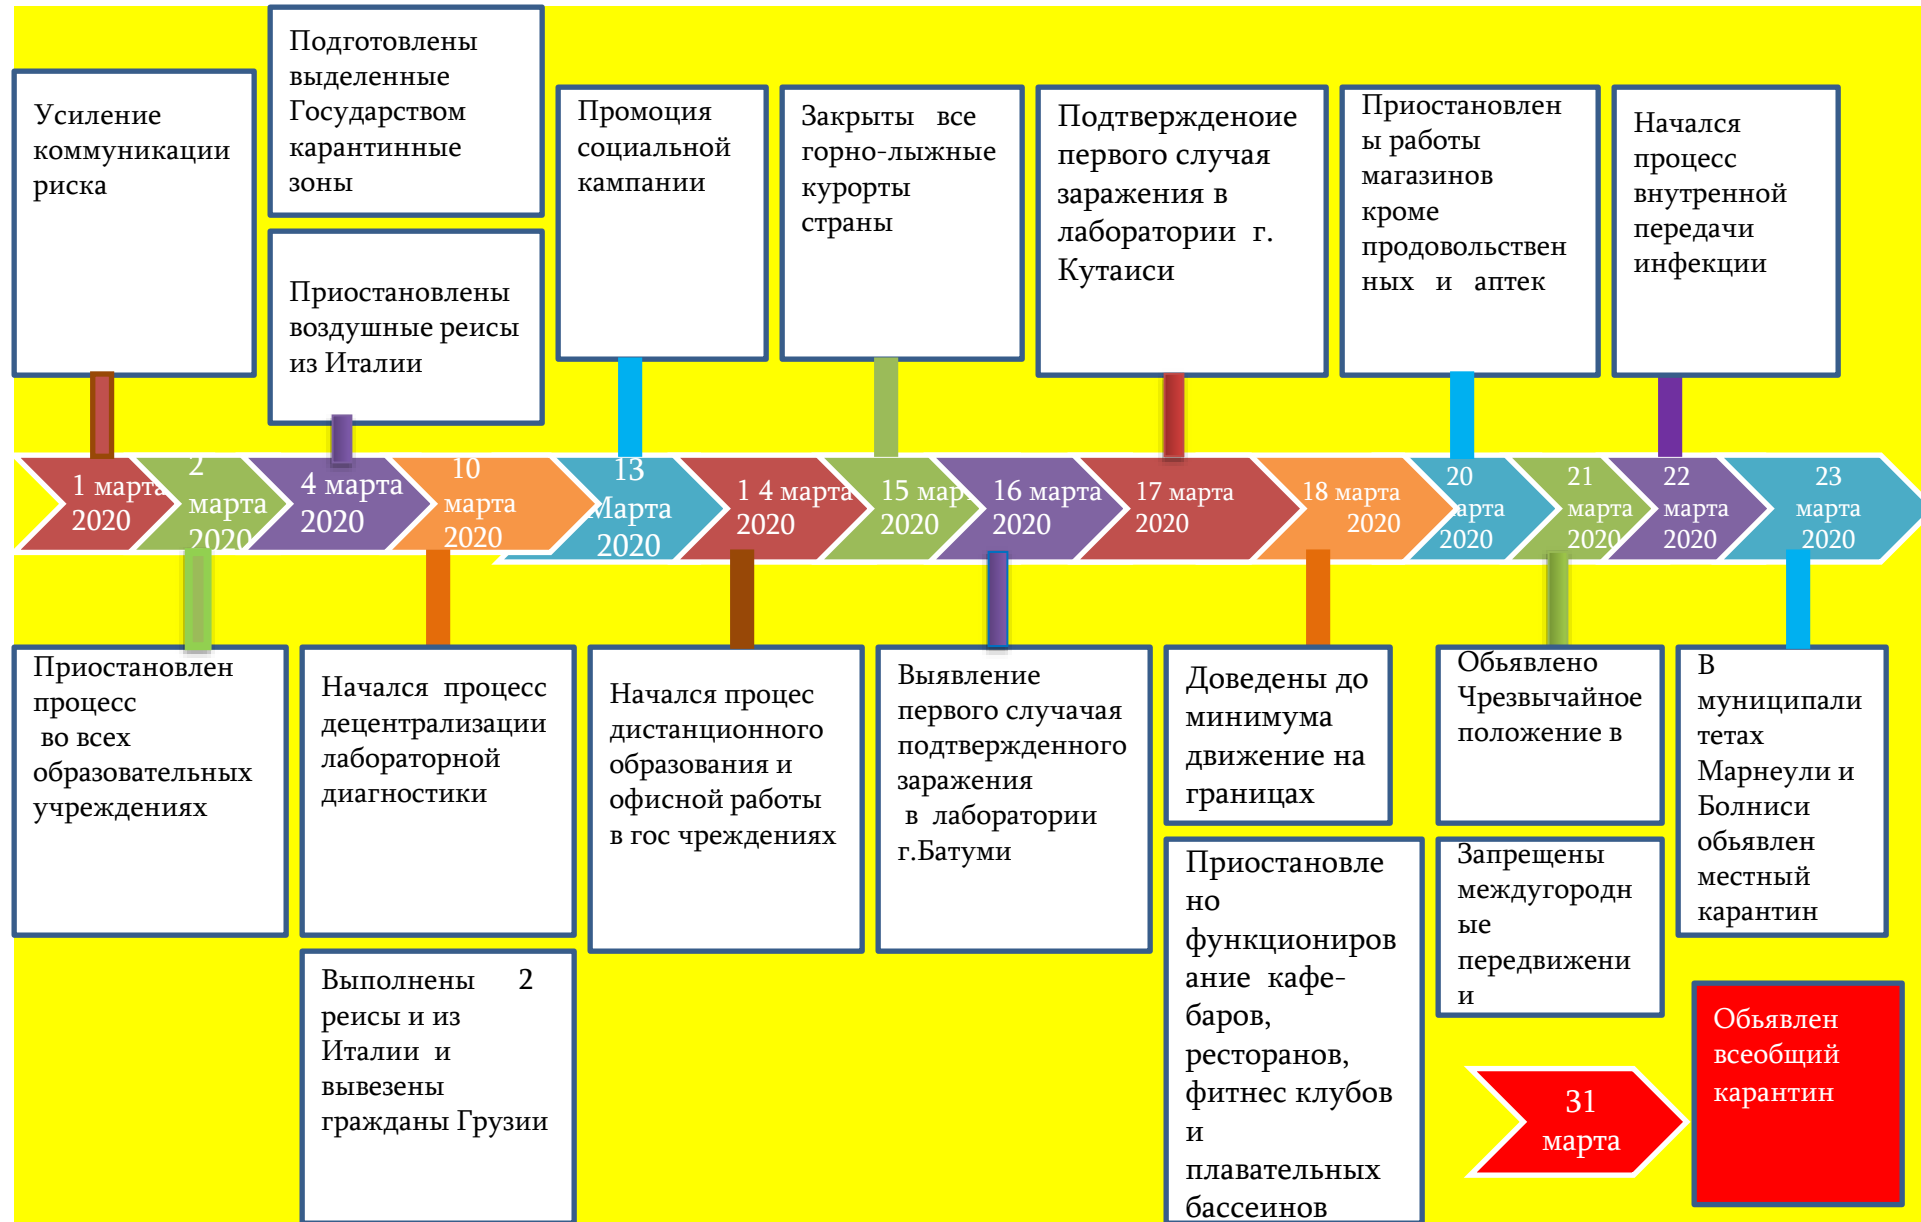 Усиление
коммуникации
риска
Подготовлены
выделенные
Государством
карантинные
зоны
Приостановлены
воздушные реисы
из Италии
Промоция
социальной
кампании
Закрыты все
горно-лыжные
курорты
страны
Подтвержденоие
первого случая
заражения в
лаборатории г.
Кутаиси
Приостановлен
ы работы
магазинов
кроме
продовольствен
ных и аптек
Начался
процесс
внутренной
передачи
инфекции
1 марта
2020
2
марта
2020
4 марта
2020
10
марта
2020
13
Марта
2020
1 4 марта
2020
15 мар
2020
16 марта
2020
17 марта
2020
18 марта
2020
20
арта
2020
21
марта
2020
22
марта
2020
23
марта
2020
Приостановлен
процесс
во всех
образовательных
учреждениях
Начался процесс
децентрализации
лабораторной
диагностики
Выполнены 2
реисы и из
Италии и
вывезены
гражданы Грузии
Начался процес
дистанционного
образования и
офисной работы
в гос чреждениях
Выявление
первого случачая
подтвержденного
заражения
в лаборатории
г.Батуми
Доведены до
минимума
движение на
границах
Приостановле
но
функциониров
ание кафе-
баров,
ресторанов,
фитнес клубов
и
плавательных
бассеинов
Обьявлено
Чрезвычайное
положение в
Запрещены
междугородн
ые
передвижени
и
В
муниципали
тетах
Марнеули и
Болниси
обьявлен
местный
карантин
31
марта
Обьявлен
всеобщий
карантин